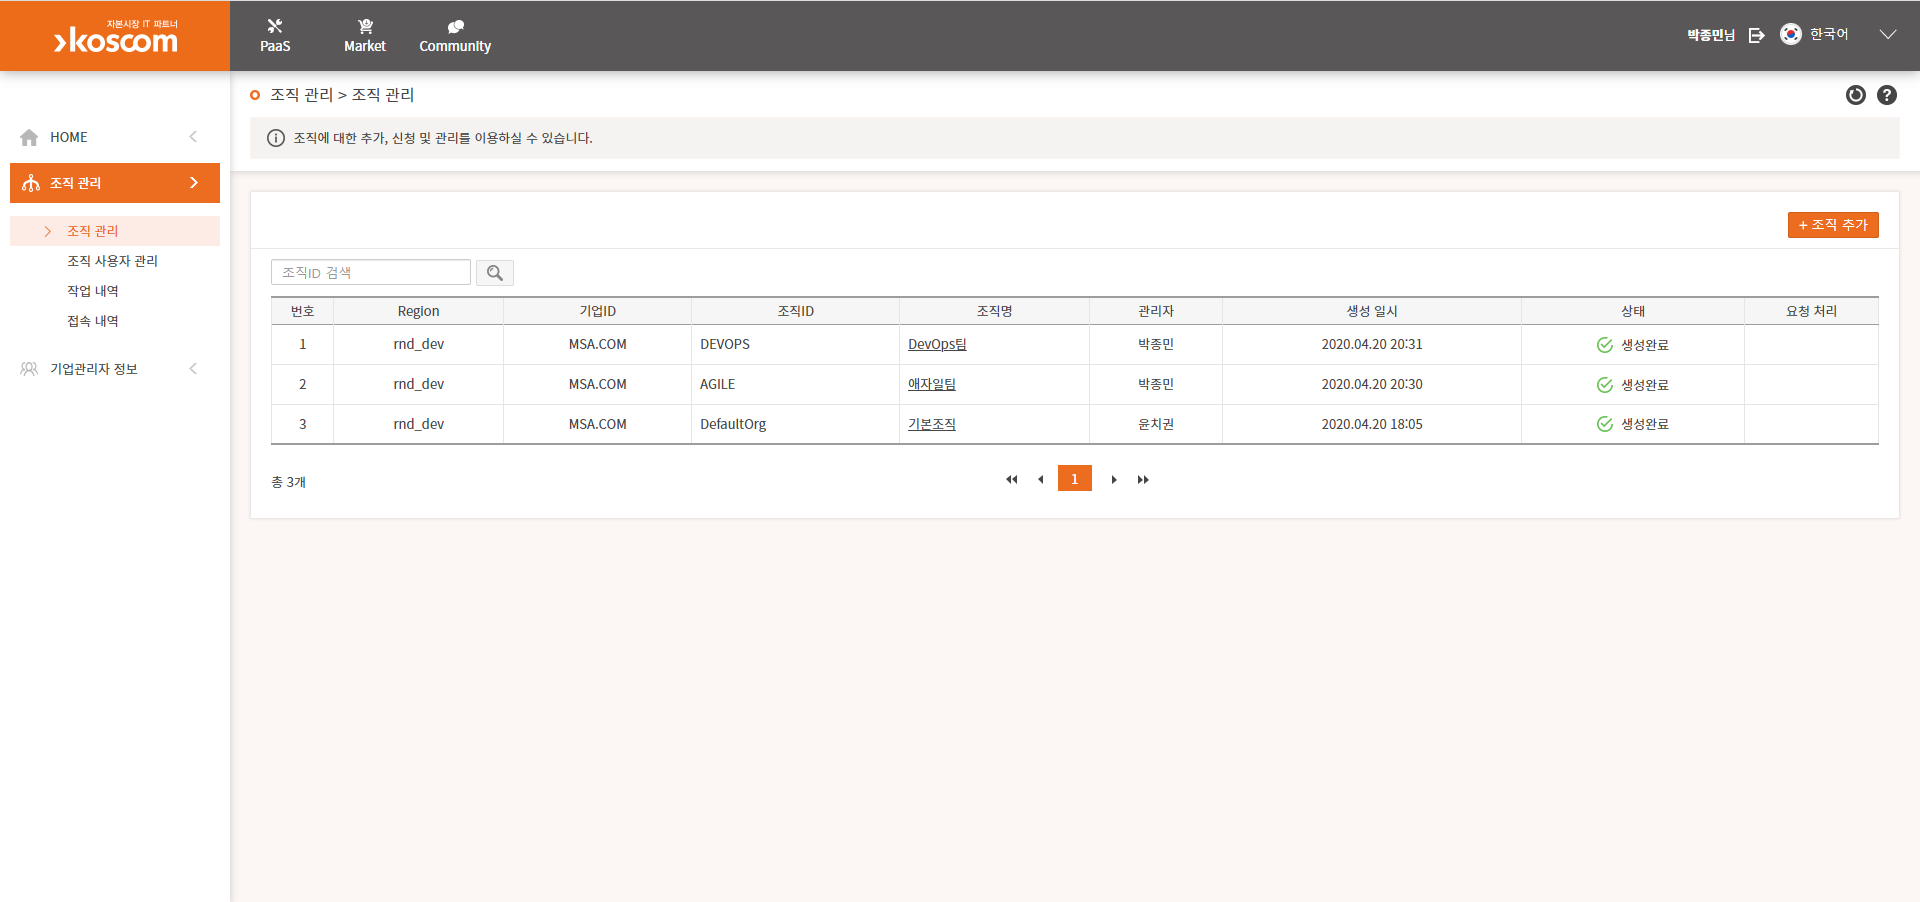 자본시장 IT 파트너
koscom
PaaS
Market
Community
박종민님
한국어
HOME
조직 관리
조직 관리
조직 사용자 관리
작업 내역
접속 내역
기업관리자 정보
조직 관리 > 조직 관리
조직에 대한 추가, 신청 및 관리를 이용하실 수 있습니다.
+ 조직 추가
조직ID 검색
번호 Region 기업ID 조직ID 조직명 관리자 생성 일시 상태 요청 처리
1 rnd_dev MSA.COM DEVOPS DevOps팀 박종민 2020.04.20 20:31 생성완료
2 rnd_dev MSA.COM AGILE 애자일팀 박종민 2020.04.20 20:30 생성완료
3 rnd_dev MSA.COM DefaultOrg 기본조직 윤치권 2020.04.20 18:05 생성완료
총 3개
1